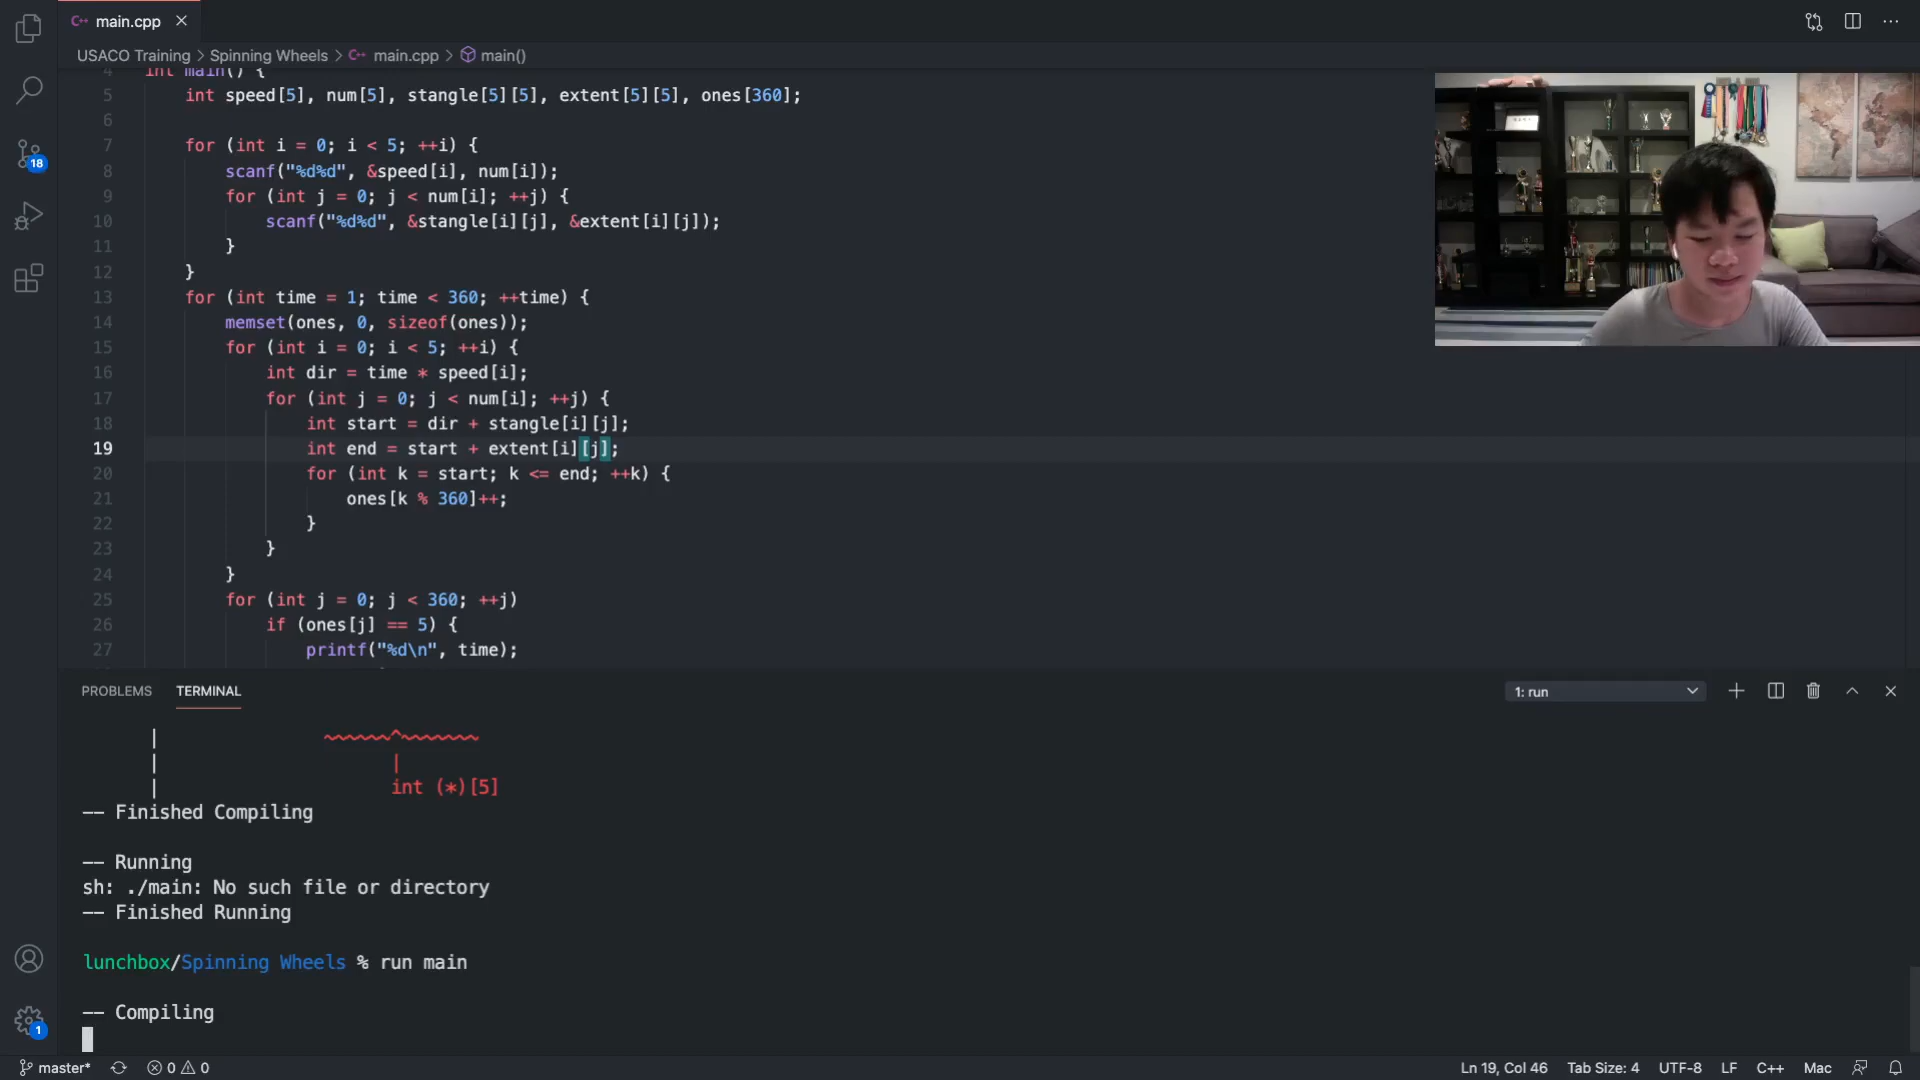 main.cpp
USACO Training > Spinning Wheels > main.cpp > main()
4 int main() {
5 int speed[5], num[5], stangle[5][5], extent[5][5], ones[360];
6
7 for (int i = 0; i < 5; ++i) {
8 scanf("%d%d", &speed[i], num[i]);
9 for (int j = 0; j < num[i]; ++j) {
10 scanf("%d%d", &stangle[i][j], &extent[i][j]);
11 }
12 }
13 for (int time = 1; time < 360; ++time) {
14 memset(ones, 0, sizeof(ones));
15 for (int i = 0; i < 5; ++i) {
16 int dir = time * speed[i];
17 for (int j = 0; j < num[i]; ++j) {
18 int start = dir + stangle[i][j];
19 int end = start + extent[i][j];
20 for (int k = start; k <= end; ++k) {
21 ones[k % 360]++;
22 }
23 }
24 }
25 for (int j = 0; j < 360; ++j)
26 if (ones[j] == 5) {
27 printf("%d\n", time);
18
PROBLEMS TERMINAL 1: run
| ~~~~~~~^~~~~~~~
| |
| int (*)[5]
-- Finished Compiling
-- Running
sh: ./main: No such file or directory
-- Finished Running
lunchbox/Spinning Wheels % run main
-- Compiling
1
master* 0 0 Ln 19, Col 46 Tab Size: 4 UTF-8 LF C++ Mac